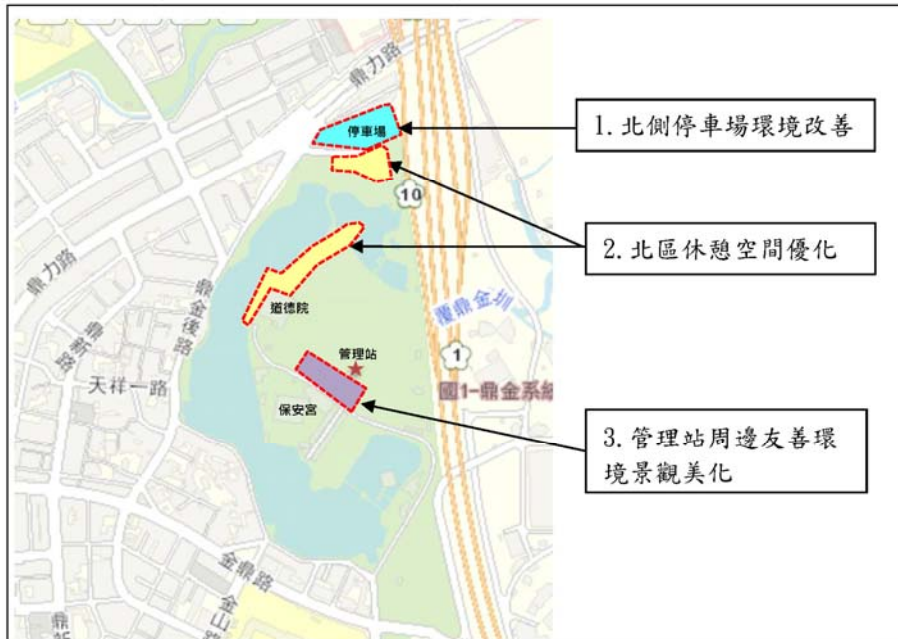 鼎力路
停車場
1.北側停車場環境改善
10
2.北區休憩空間優化
鼎力路
鼎金後路
道德院
覆鼎金圳
鼎新路
天祥一路
管理站
1
國1-鼎金系統
保安宮
3.管理站周邊友善環
境景觀美化
金鼎路
金山路
鼎新